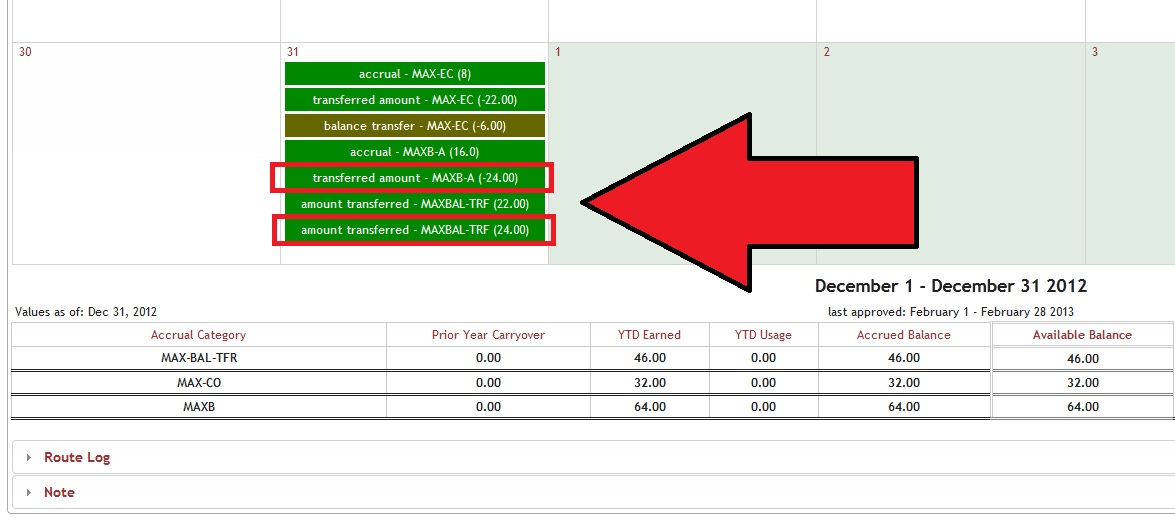 30 31 1 2 3
accrual - MAX-EC (8)
transferred amount - MAX-EC (-22.00)
balance transfer - MAX-EC (-6.00)
accrual - MAXB-A (16.0)
transferred amount - MAXB-A (-24.00)
amount transferred - MAXBAL-TRF (22.00)
amount transferred - MAXBAL-TRF (24.00)
December 1 - December 31 2012
Values as of: Dec 31, 2012 last approved: February 1 - February 28 2013
Accrual Category Prior Year Carryover YTD Earned YTD Usage Accrued Balance Available Balance
MAX-BAL-TFR 0.00 46.00 0.00 46.00 46.00
MAX-CO 0.00 32.00 0.00 32.00 32.00
MAXB 0.00 64.00 0.00 64.00 64.00
Route Log
Note